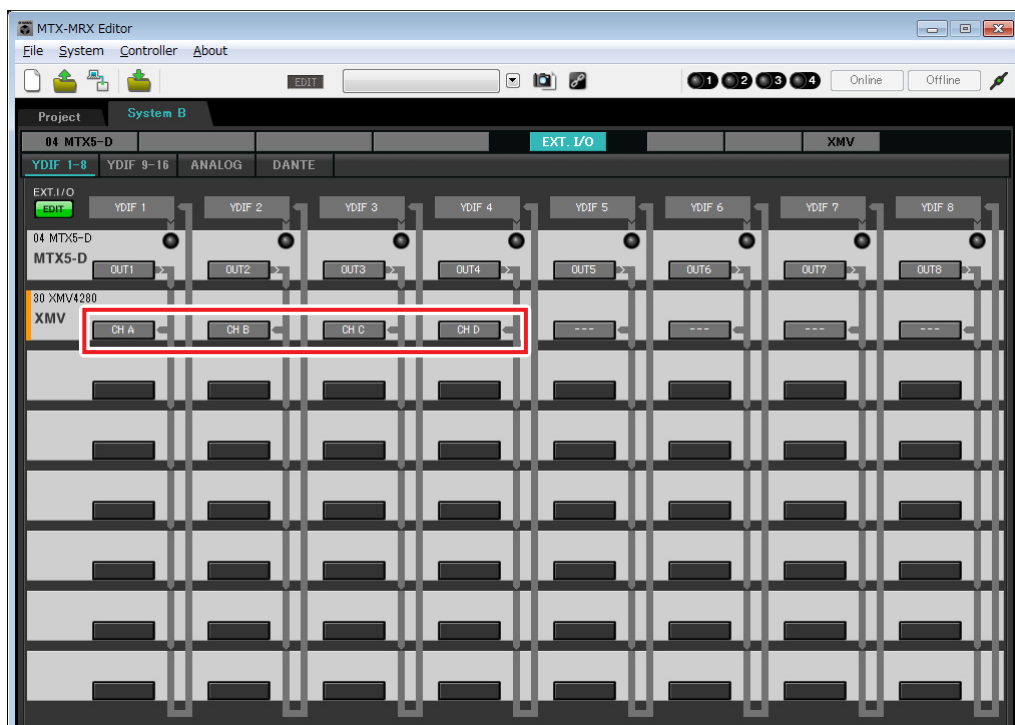 MTX-MRX Editor
File System Controller About
EDIT 1 2 3 4 Online Offline
Project System B
04 MTX5-D EXT. I/O XMV
YDIF 1-8 YDIF 9-16 ANALOG DANTE
EXT.I/O
EDIT YDIF 1 YDIF 2 YDIF 3 YDIF 4 YDIF 5 YDIF 6 YDIF 7 YDIF 8
04 MTX5-D
MTX5-D OUT1 OUT2 OUT3 OUT4 OUT5 OUT6 OUT7 OUT8
30 XMV4280
XMV CH A CH B CH C CH D --- --- --- ---